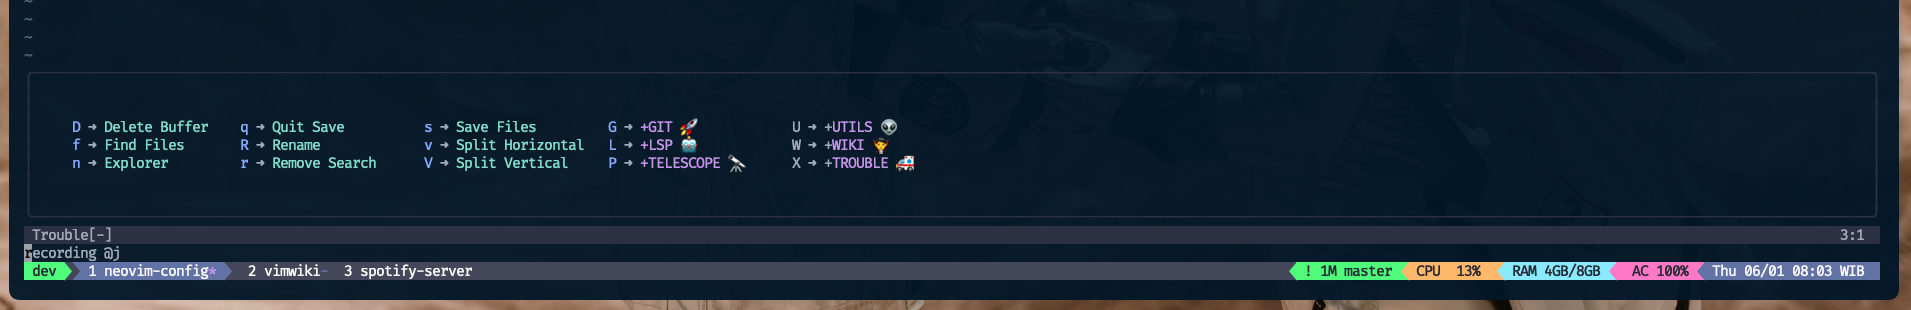 ~
~
~
~
D → Delete Buffer q → Quit Save s → Save Files G → +GIT 🚀 U → +UTILS 👽
f → Find Files R → Rename v → Split Horizontal L → +LSP W → +WIKI
n → Explorer r → Remove Search V → Split Vertical P → +TELESCOPE 🔭 X → +TROUBLE 🚑
Trouble[-] 3:1
recording @j
dev 1 neovim-config* 2 vimwiki- 3 spotify-server ! 1M master CPU 13% RAM 4GB/8GB AC 100% Thu 06/01 08:03 WIB